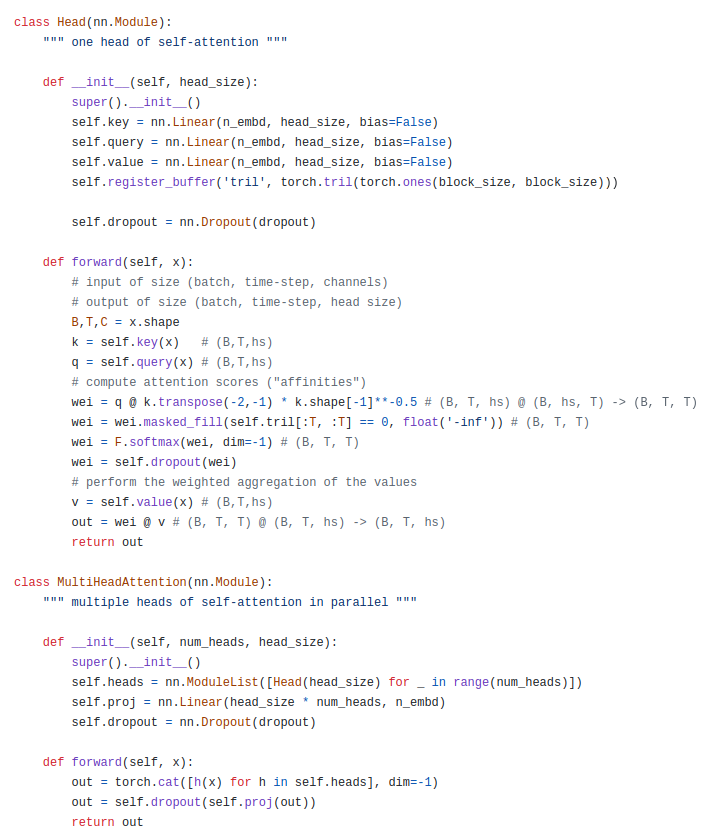 class Head(nn.Module):
    """ one head of self-attention """

    def __init__(self, head_size):
        super().__init__()
        self.key = nn.Linear(n_embd, head_size, bias=False)
        self.query = nn.Linear(n_embd, head_size, bias=False)
        self.value = nn.Linear(n_embd, head_size, bias=False)
        self.register_buffer('tril', torch.tril(torch.ones(block_size, block_size)))

        self.dropout = nn.Dropout(dropout)

    def forward(self, x):
        # input of size (batch, time-step, channels)
        # output of size (batch, time-step, head size)
        B,T,C = x.shape
        k = self.key(x)   # (B,T,hs)
        q = self.query(x) # (B,T,hs)
        # compute attention scores ("affinities")
        wei = q @ k.transpose(-2,-1) * k.shape[-1]**-0.5 # (B, T, hs) @ (B, hs, T) -> (B, T, T)
        wei = wei.masked_fill(self.tril[:T, :T] == 0, float('-inf')) # (B, T, T)
        wei = F.softmax(wei, dim=-1) # (B, T, T)
        wei = self.dropout(wei)
        # perform the weighted aggregation of the values
        v = self.value(x) # (B,T,hs)
        out = wei @ v # (B, T, T) @ (B, T, hs) -> (B, T, hs)
        return out

class MultiHeadAttention(nn.Module):
    """ multiple heads of self-attention in parallel """

    def __init__(self, num_heads, head_size):
        super().__init__()
        self.heads = nn.ModuleList([Head(head_size) for _ in range(num_heads)])
        self.proj = nn.Linear(head_size * num_heads, n_embd)
        self.dropout = nn.Dropout(dropout)

    def forward(self, x):
        out = torch.cat([h(x) for h in self.heads], dim=-1)
        out = self.dropout(self.proj(out))
        return out